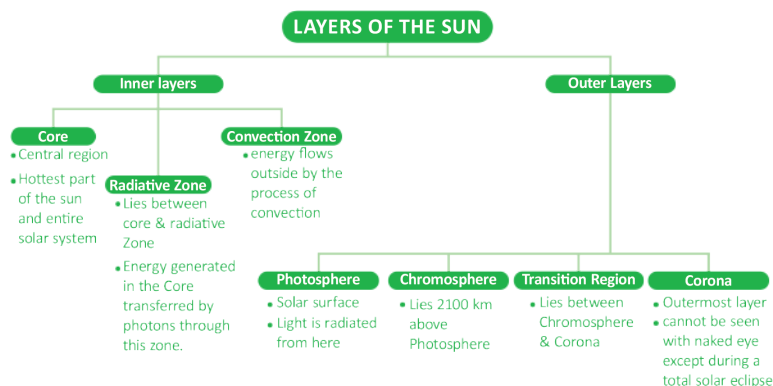 LAYERS OF THE SUN
Inner layers
Outer Layers
Core
• Central region
• Hottest part
of the sun
and entire
solar system
Radiative Zone
• Lies between
core & radiative
Zone
• Energy generated
in the Core
transferred by
photons through
this zone.
Convection Zone
• energy flows
outside by the
process of
convection
Photosphere
• Solar surface
• Light is radiated
from here
Chromosphere
• Lies 2100 km
above
Photosphere
Transition Region
• Lies between
Chromosphere
& Corona
Corona
• Outermost layer
• cannot be seen
with naked eye
except during a
total solar eclipse